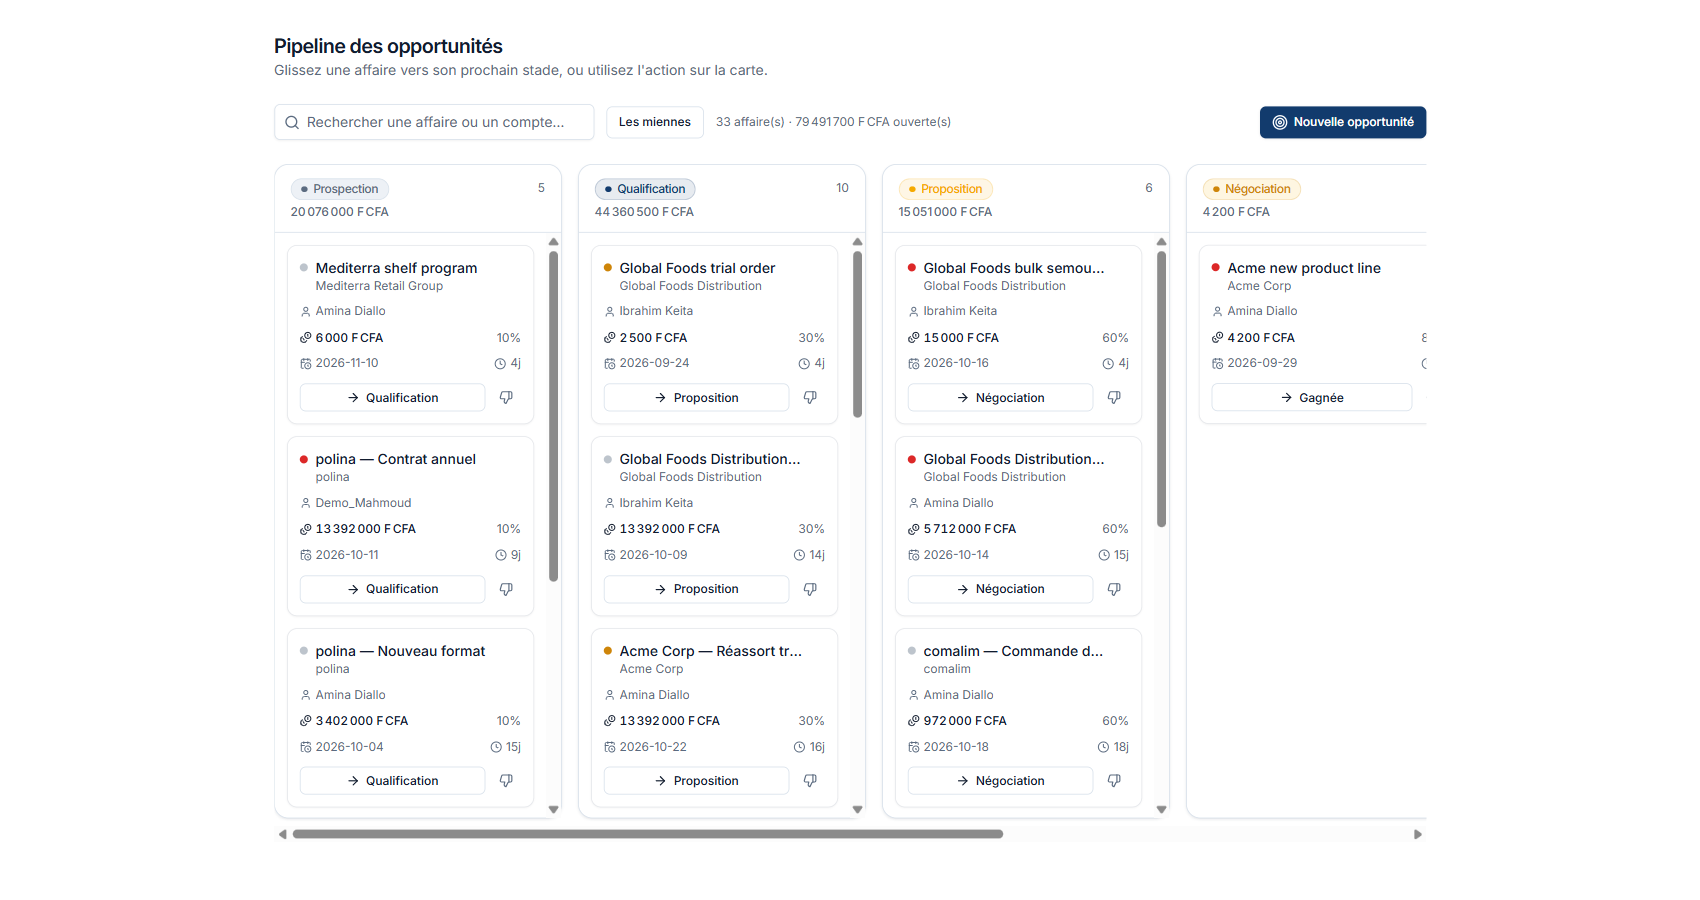 Pipeline des opportunités
Glissez une affaire vers son prochain stade, ou utilisez l'action sur la carte.
Rechercher une affaire ou un compte...
Les miennes
33 affaire(s) · 79 491 700 F CFA ouverte(s)
Nouvelle opportunité
Prospection
5
20 076 000 F CFA
Mediterra shelf program
Mediterra Retail Group
Amina Diallo
6 000 F CFA
10%
2026-11-10
4j
→ Qualification
polina — Contrat annuel
polina
Demo_Mahmoud
13 392 000 F CFA
10%
2026-10-11
9j
→ Qualification
polina — Nouveau format
polina
Amina Diallo
3 402 000 F CFA
10%
2026-10-04
15j
→ Qualification
Qualification
10
44 360 500 F CFA
Global Foods trial order
Global Foods Distribution
Ibrahim Keita
2 500 F CFA
30%
2026-09-24
4j
→ Proposition
Global Foods Distribution...
Global Foods Distribution
Ibrahim Keita
13 392 000 F CFA
30%
2026-10-09
14j
→ Proposition
Acme Corp — Réassort tr...
Acme Corp
Amina Diallo
13 392 000 F CFA
30%
2026-10-22
16j
→ Proposition
Proposition
6
15 051 000 F CFA
Global Foods bulk semou...
Global Foods Distribution
Ibrahim Keita
15 000 F CFA
60%
2026-10-16
4j
→ Négociation
Global Foods Distribution...
Global Foods Distribution
Amina Diallo
5 712 000 F CFA
60%
2026-10-14
15j
→ Négociation
comalim — Commande d...
comalim
Amina Diallo
972 000 F CFA
60%
2026-10-18
18j
→ Négociation
Négociation
4 200 F CFA
Acme new product line
Acme Corp
Amina Diallo
4 200 F CFA
2026-09-29
→ Gagnée